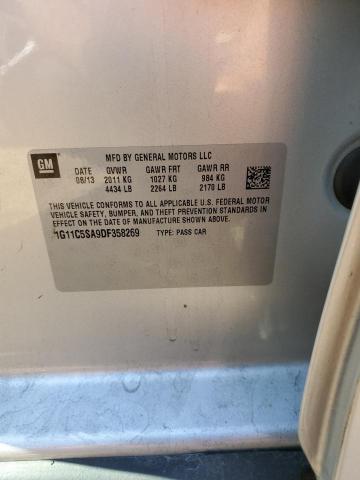 GM
MFD BY GENERAL MOTORS LLC
DATE GVWR GAWR FRT GAWR RR
08/13 2011 KG 1027 KG 984 KG
4434 LB 2264 LB 2170 LB
THIS VEHICLE CONFORMS TO ALL APPLICABLE U.S. FEDERAL MOTOR
VEHICLE SAFETY, BUMPER, AND THEFT PREVENTION STANDARDS
IN EFFECT ON THE DATE OF MANUFACTURE SHOWN ABOVE.
1G11C5SA9DF358269 TYPE: PASS CAR